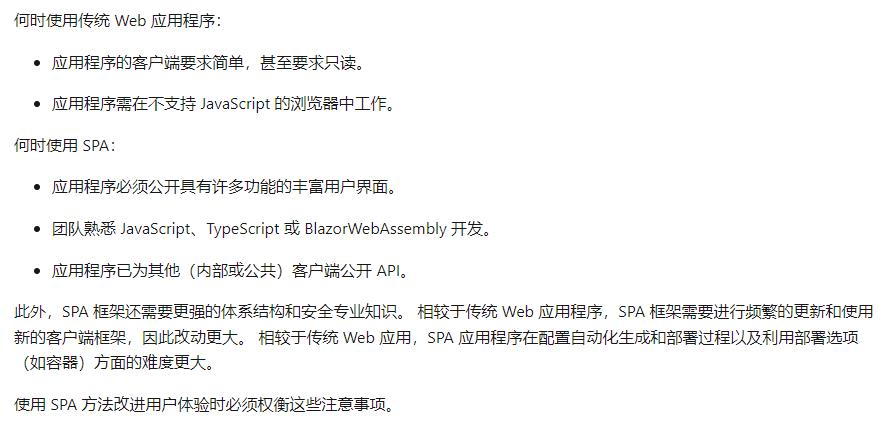 何时使用传统 Web 应用程序：
• 应用程序的客户端要求简单，甚至要求只读。
• 应用程序需在不支持 JavaScript 的浏览器中工作。
何时使用 SPA：
• 应用程序必须公开具有许多功能的丰富用户界面。
• 团队熟悉 JavaScript、TypeScript 或 BlazorWebAssembly 开发。
• 应用程序已为其他（内部或公共）客户端公开 API。
此外，SPA 框架还需要更强的体系结构和安全专业知识。 相较于传统 Web 应用程序，SPA 框架需要进行频繁的更新和使用
新的客户端框架，因此改动更大。 相较于传统 Web 应用，SPA 应用程序在配置自动化生成和部署过程以及利用部署选项
（如容器）方面的难度更大。
使用 SPA 方法改进用户体验时必须权衡这些注意事项。